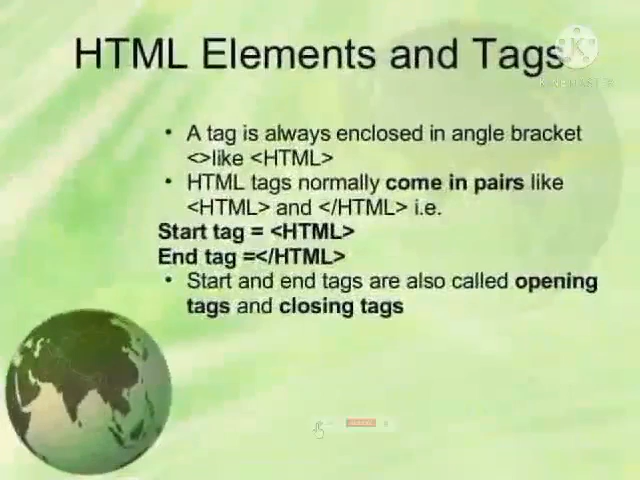 HTML Elements and Tags
• A tag is always enclosed in angle bracket
<>like <HTML>
• HTML tags normally come in pairs like
<HTML> and </HTML> i.e.
Start tag = <HTML>
End tag =</HTML>
• Start and end tags are also called opening
tags and closing tags